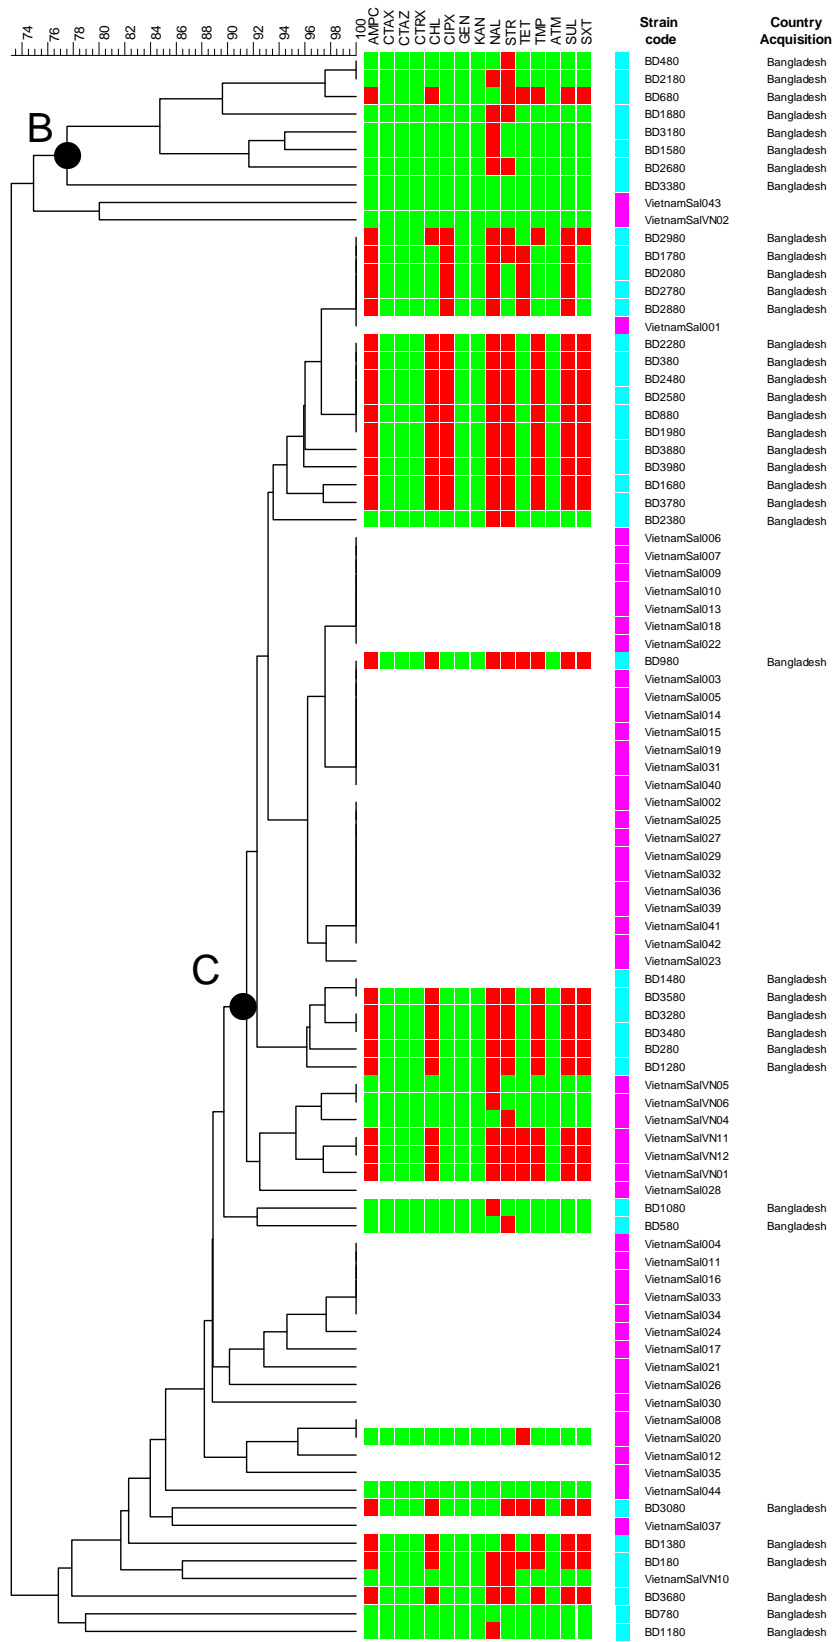 74 76 78 80 82 84 86 88 90 92 94 96 98 100
AMPC CTAX CTAZ CTRX CHL CIPX GEN KAN NAL STR TET TMP ATM SUL SXT
Strain code Country Acquisition
BD480 Bangladesh
BD2180 Bangladesh
BD680 Bangladesh
BD1880 Bangladesh
B
BD3180 Bangladesh
BD1580 Bangladesh
BD2680 Bangladesh
BD3380 Bangladesh
VietnamSal043
VietnamSalVN02
BD2980 Bangladesh
BD1780 Bangladesh
BD2080 Bangladesh
BD2780 Bangladesh
BD2880 Bangladesh
VietnamSal001
BD2280 Bangladesh
BD380 Bangladesh
BD2480 Bangladesh
BD2580 Bangladesh
BD880 Bangladesh
BD1980 Bangladesh
BD3880 Bangladesh
BD3980 Bangladesh
BD1680 Bangladesh
BD3780 Bangladesh
BD2380 Bangladesh
VietnamSal006
VietnamSal007
VietnamSal009
VietnamSal010
VietnamSal013
VietnamSal018
VietnamSal022
BD980 Bangladesh
VietnamSal003
VietnamSal005
VietnamSal014
VietnamSal015
VietnamSal019
VietnamSal031
VietnamSal040
VietnamSal002
VietnamSal025
VietnamSal027
VietnamSal029
VietnamSal032
VietnamSal036
VietnamSal039
VietnamSal041
VietnamSal042
VietnamSal023
C
BD1480 Bangladesh
BD3580 Bangladesh
BD3280 Bangladesh
BD3480 Bangladesh
BD280 Bangladesh
BD1280 Bangladesh
VietnamSalVN05
VietnamSalVN06
VietnamSalVN04
VietnamSalVN11
VietnamSalVN12
VietnamSalVN01
VietnamSal028
BD1080 Bangladesh
BD580 Bangladesh
VietnamSal004
VietnamSal011
VietnamSal016
VietnamSal033
VietnamSal034
VietnamSal024
VietnamSal017
VietnamSal021
VietnamSal026
VietnamSal030
VietnamSal008
VietnamSal020
VietnamSal012
VietnamSal035
VietnamSal044
BD3080 Bangladesh
VietnamSal037
BD1380 Bangladesh
BD180 Bangladesh
VietnamSalVN10
BD3680 Bangladesh
BD780 Bangladesh
BD1180 Bangladesh